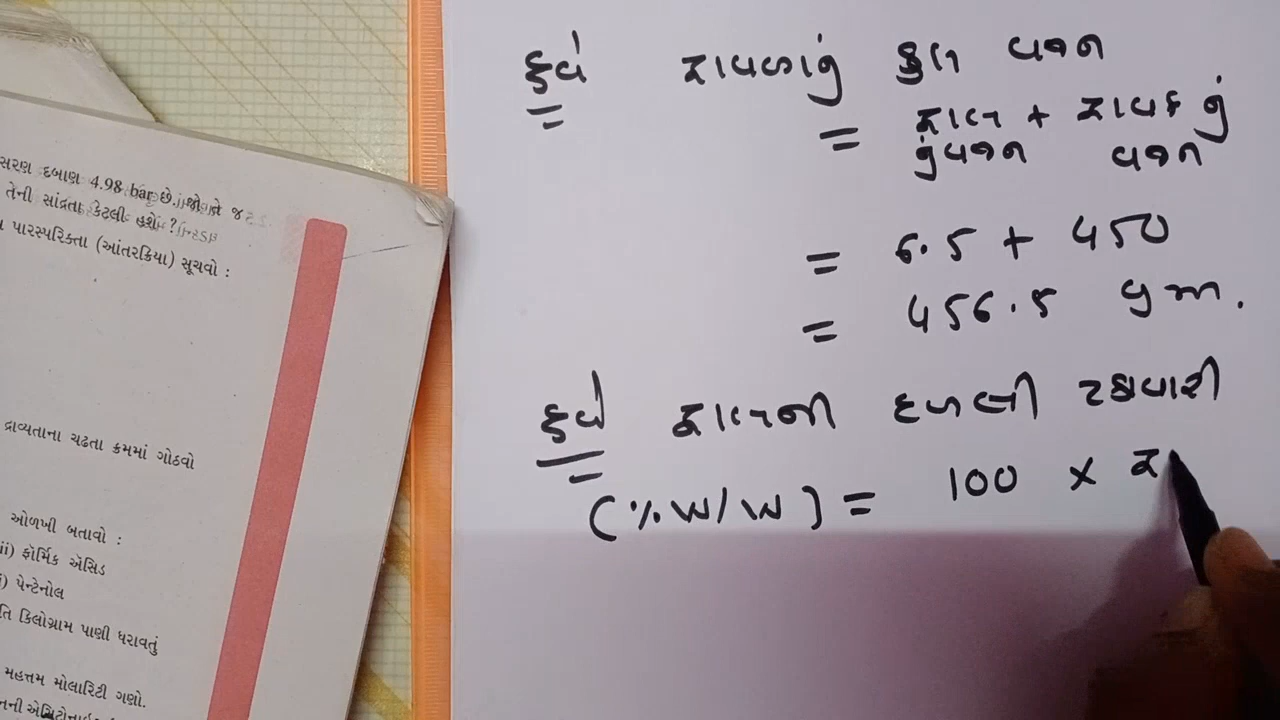 સરણ દબાણ 4.98 bar છે. જો ને જ
તેની સાંદ્રતા કેટલી હશે ?
પારસ્પરિક્તા (આંતરક્રિયા) સૂચવો :
દ્રાવ્યતાના ચઢતા ક્રમમાં ગોઠવો
ઓળખી બતાવો :
ii) ફૉર્મિક ઍસિડ
) પેન્ટેનોલ
તિ કિલોગ્રામ પાણી ધરાવતું
મહત્તમ મોલારિટી ગણો.
હવે દ્રાવણનું કુલ વજન
= દ્રાવ્ય + દ્રાવકનું
નુંવજન વજન
= 6.5 + 450
= 456.5 gm.
હવે દ્રાવ્યની દળથી ટકાવારી
(% W/W) = 100 × દ્ર